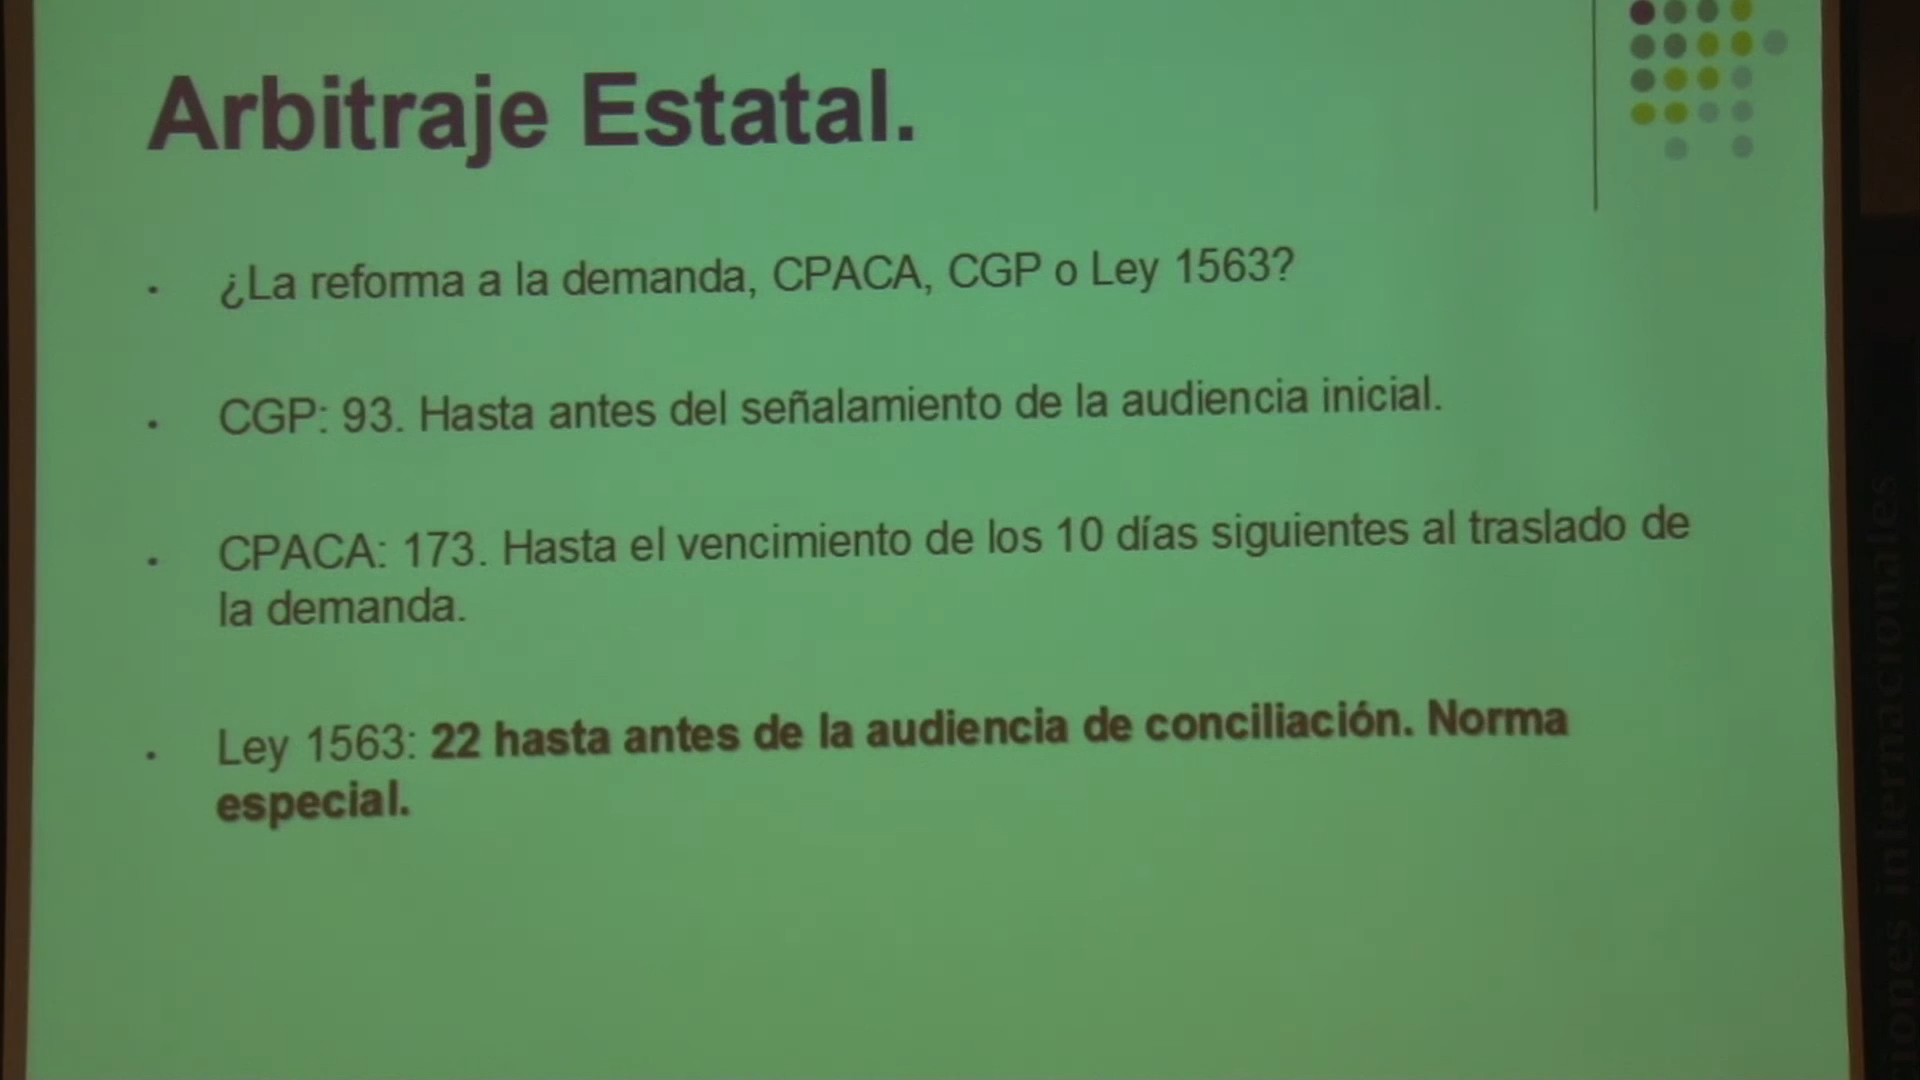 Arbitraje Estatal.
¿La reforma a la demanda, CPACA, CGP o Ley 1563?
CGP: 93. Hasta antes del señalamiento de la audiencia inicial.
CPACA: 173. Hasta el vencimiento de los 10 días siguientes al traslado de
la demanda.
Ley 1563: 22 hasta antes de la audiencia de conciliación. Norma
especial.
iones internacionales